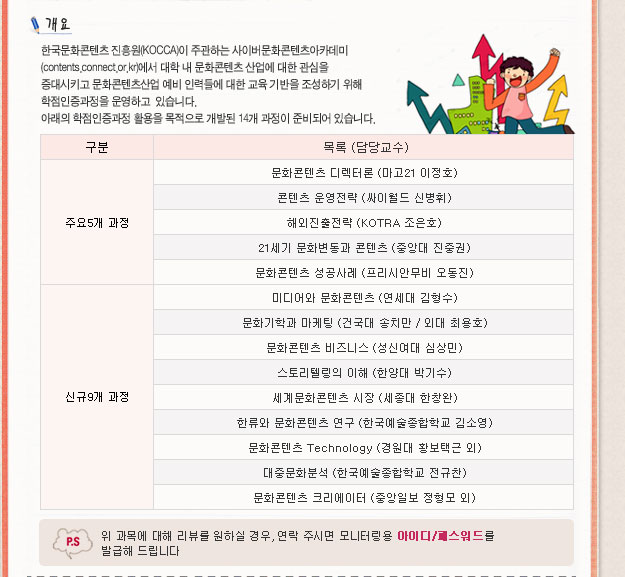 개요
한국문화콘텐츠 진흥원(KOCCA)이 주관하는 사이버문화콘텐츠아카데미
(contents.connect.or.kr)에서 대학 내 문화콘텐츠 산업에 대한 관심을
증대시키고 문화콘텐츠산업 예비 인력들에 대한 교육 기반을 조성하기 위해
학점인증과정을 운영하고 있습니다.
아래의 학점인증과정 활용을 목적으로 개발된 14개 과정이 준비되어 있습니다.
구분 목록 (담당교수)
주요5개 과정
문화콘텐츠 디렉터론 (마고21 이정호)
콘텐츠 운영전략 (싸이월드 신병휘)
해외진출전략 (KOTRA 조은호)
21세기 문화변동과 콘텐츠 (중앙대 진중권)
문화콘텐츠 성공사례 (프리시안무비 오동진)
신규9개 과정
미디어와 문화콘텐츠 (연세대 김형수)
문화기학과 마케팅 (건국대 송치만 / 외대 최용호)
문화콘텐츠 비즈니스 (성신여대 심상민)
스토리텔링의 이해 (한양대 박기수)
세계문화콘텐츠 시장 (세종대 한창완)
한류와 문화콘텐츠 연구 (한국예술종합학교 김소영)
문화콘텐츠 Technology (경원대 황보택근 외)
대중문화분석 (한국예술종합학교 전규찬)
문화콘텐츠 크리에이터 (중앙일보 정형모 외)
P.S 위 과목에 대해 리뷰를 원하실 경우, 연락 주시면 모니터링용 아이디/패스워드를
발급해 드립니다